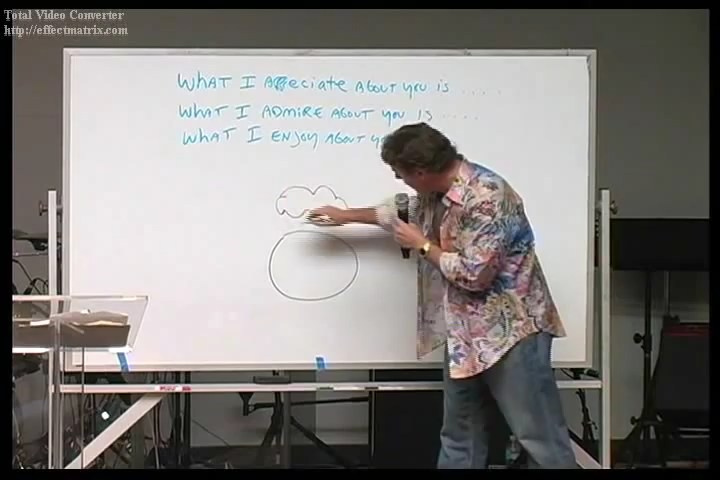 Total Video Converter
http://effectmatrix.com
WHAT I Appreciate ABOUT you is ....
WHAT I ADMIRE ABOUT you is ....
WHAT I ENJOY ABOUT